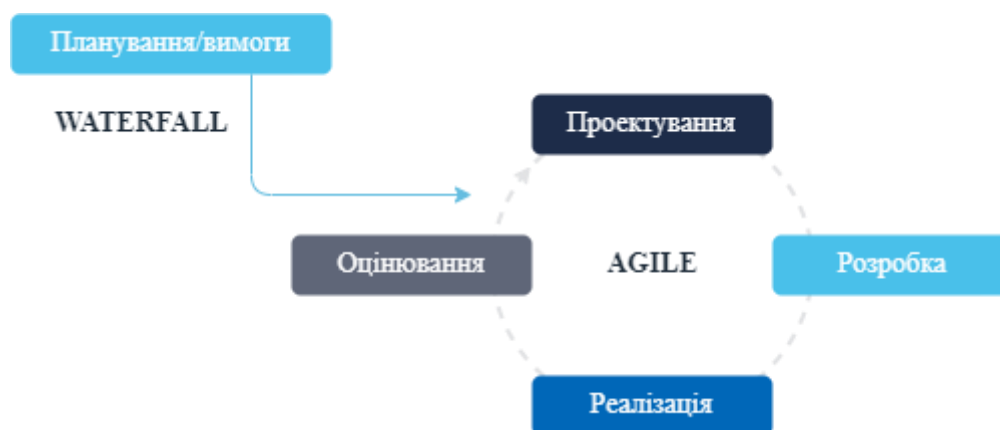 Планування/вимоги
WATERFALL
Проектування
Оцінювання
AGILE
Розробка
Реалізація